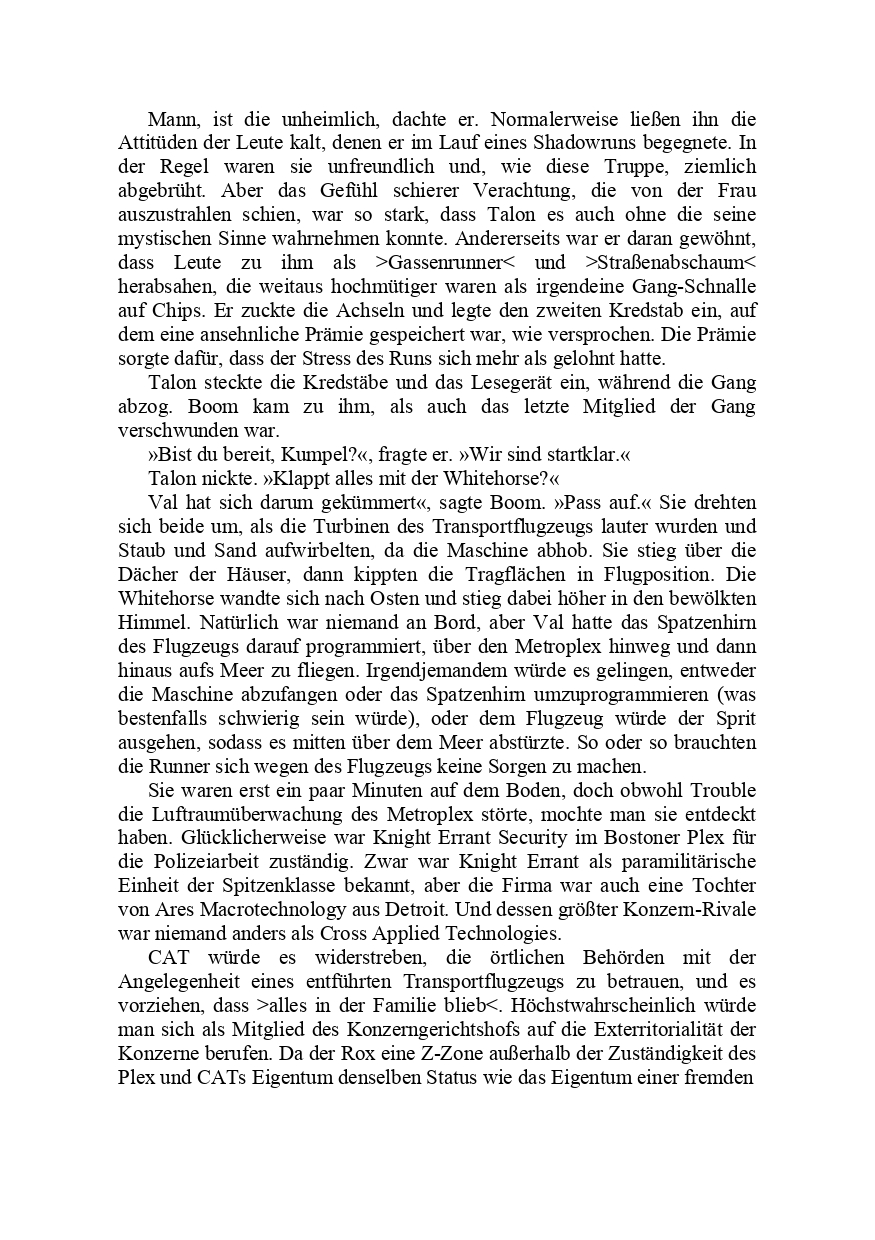 Mann, ist die unheimlich, dachte er. Normalerweise ließen ihn die
Attitüden der Leute kalt, denen er im Lauf eines Shadowruns begegnete. In
der Regel waren sie unfreundlich und, wie diese Truppe, ziemlich
abgebrüht. Aber das Gefühl schierer Verachtung, die von der Frau
auszustrahlen schien, war so stark, dass Talon es auch ohne die seine
mystischen Sinne wahrnehmen konnte. Andererseits war er daran gewöhnt,
dass Leute zu ihm als >Gassenrunner< und >Straßenabschaum<
herabsahen, die weitaus hochmütiger waren als irgendeine Gang-Schnalle
auf Chips. Er zuckte die Achseln und legte den zweiten Kredstab ein, auf
dem eine ansehnliche Prämie gespeichert war, wie versprochen. Die Prämie
sorgte dafür, dass der Stress des Runs sich mehr als gelohnt hatte.
Talon steckte die Kredstäbe und das Lesegerät ein, während die Gang
abzog. Boom kam zu ihm, als auch das letzte Mitglied der Gang
verschwunden war.
»Bist du bereit, Kumpel?«, fragte er. »Wir sind startklar.«
Talon nickte. »Klappt alles mit der Whitehorse?«
Val hat sich darum gekümmert«, sagte Boom. »Pass auf.« Sie drehten
sich beide um, als die Turbinen des Transportflugzeugs lauter wurden und
Staub und Sand aufwirbelten, da die Maschine abhob. Sie stieg über die
Dächer der Häuser, dann kippten die Tragflächen in Flugposition. Die
Whitehorse wandte sich nach Osten und stieg dabei höher in den bewölkten
Himmel. Natürlich war niemand an Bord, aber Val hatte das Spatzenhirn
des Flugzeugs darauf programmiert, über den Metroplex hinweg und dann
hinaus aufs Meer zu fliegen. Irgendjemandem würde es gelingen, entweder
die Maschine abzufangen oder das Spatzenhirn umzuprogrammieren (was
bestenfalls schwierig sein würde), oder dem Flugzeug würde der Sprit
ausgehen, sodass es mitten über dem Meer abstürzte. So oder so brauchten
die Runner sich wegen des Flugzeugs keine Sorgen zu machen.
Sie waren erst ein paar Minuten auf dem Boden, doch obwohl Trouble
die Luftraumüberwachung des Metroplex störte, mochte man sie entdeckt
haben. Glücklicherweise war Knight Errant Security im Bostoner Plex für
die Polizeiarbeit zuständig. Zwar war Knight Errant als paramilitärische
Einheit der Spitzenklasse bekannt, aber die Firma war auch eine Tochter
von Ares Macrotechnology aus Detroit. Und dessen größter Konzern-Rivale
war niemand anders als Cross Applied Technologies.
CAT würde es widerstreben, die örtlichen Behörden mit der
Angelegenheit eines entführten Transportflugzeugs zu betrauen, und es
vorziehen, dass >alles in der Familie blieb<. Höchstwahrscheinlich würde
man sich als Mitglied des Konzerngerichtshofs auf die Exterritorialität der
Konzerne berufen. Da der Rox eine Z-Zone außerhalb der Zuständigkeit des
Plex und CATs Eigentum denselben Status wie das Eigentum einer fremden